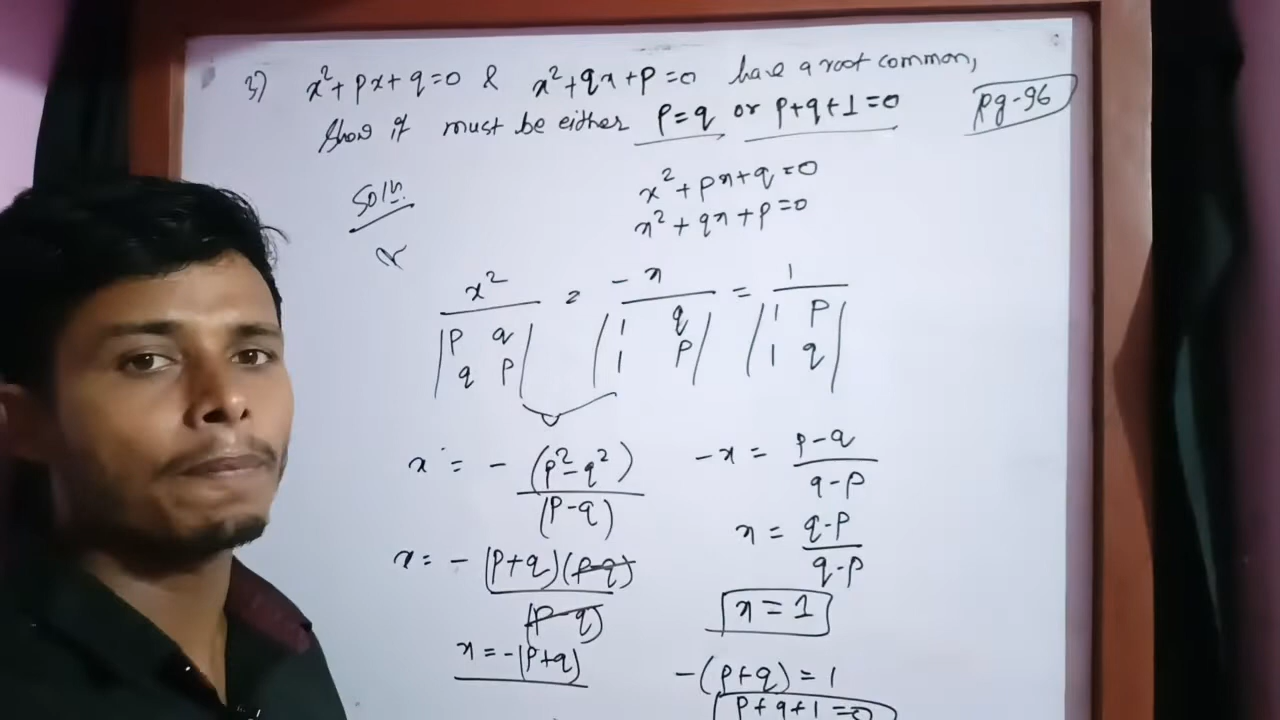 3) x² + px + q = 0 & x² + qx + p = 0 have a root common,
Show it must be either p = q or p + q + 1 = 0
pg-96
Soln.
x² + px + q = 0
x² + qx + p = 0
x² / |p q; q p| = -x / |1 q; 1 p| = 1 / |1 p; 1 q|
x = - (p² - q²) / (p - q)
-x = (p - q) / (q - p)
x = - (p + q)(p - q) / (p - q)
x = (q - p) / (q - p)
x = 1
x = -(p + q)
-(p + q) = 1
p + q + 1 = 0